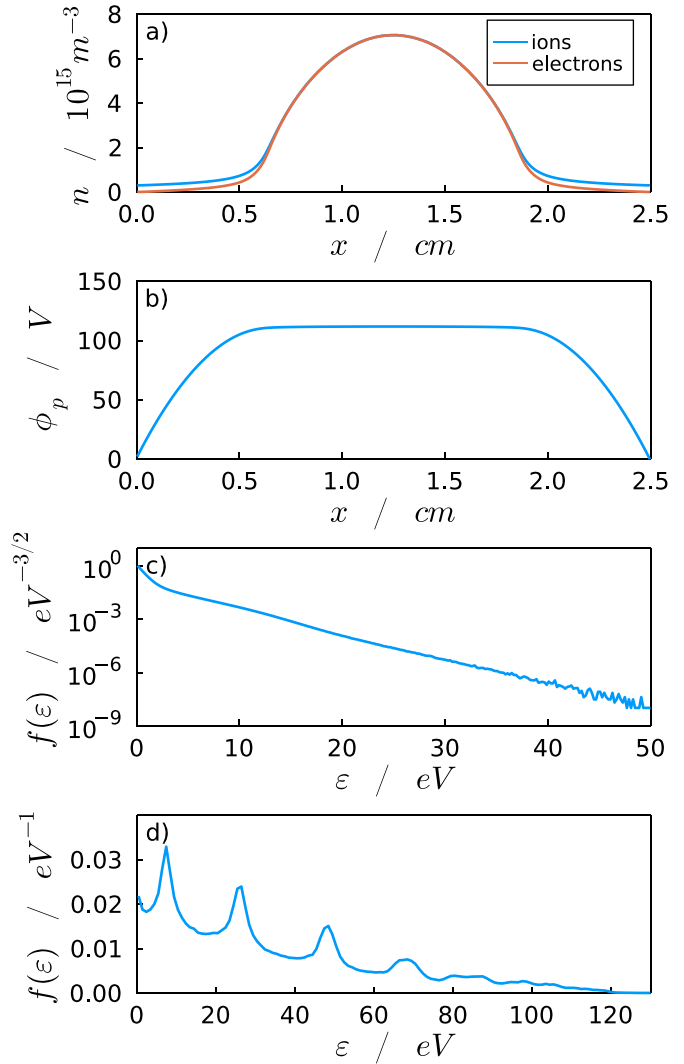 a)
ions
electrons
n / 10^15 m^−3
8
6
4
2
0
0.0 0.5 1.0 1.5 2.0 2.5
x / cm
b)
ϕ_p / V
150
100
50
0
0.0 0.5 1.0 1.5 2.0 2.5
x / cm
c)
f(ε) / eV^−3/2
10^0
10^−3
10^−6
10^−9
0 10 20 30 40 50
ε / eV
d)
f(ε) / eV^−1
0.03
0.02
0.01
0.00
0 20 40 60 80 100 120
ε / eV